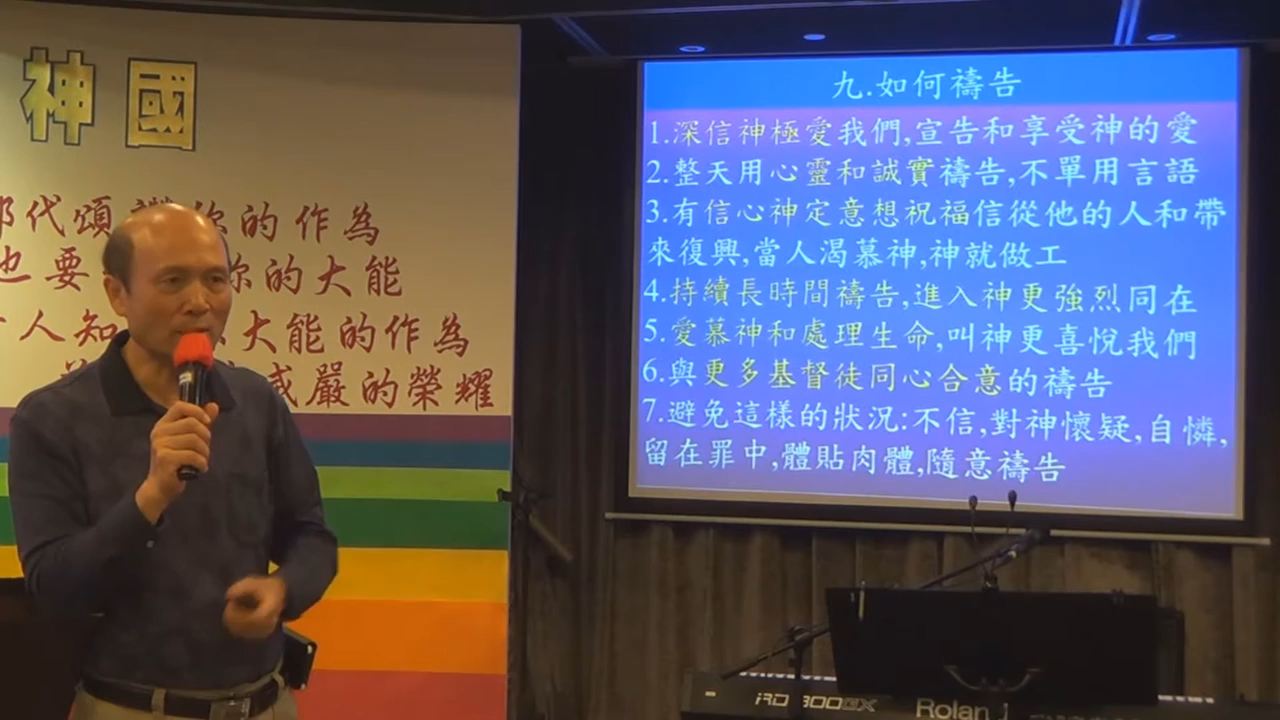 神國
代頌讚你的作為
也要 你的大能
人知 大能的作為
威嚴的榮耀
九.如何禱告
1.深信神極愛我們,宣告和享受神的愛
2.整天用心靈和誠實禱告,不單用言語
3.有信心神定意想祝福信從他的人和帶
來復興,當人渴慕神,神就做工
4.持續長時間禱告,進入神更強烈同在
5.愛慕神和處理生命,叫神更喜悅我們
6.與更多基督徒同心合意的禱告
7.避免這樣的狀況:不信,對神懷疑,自憐,
留在罪中,體貼肉體,隨意禱告
RD 300GX
Roland